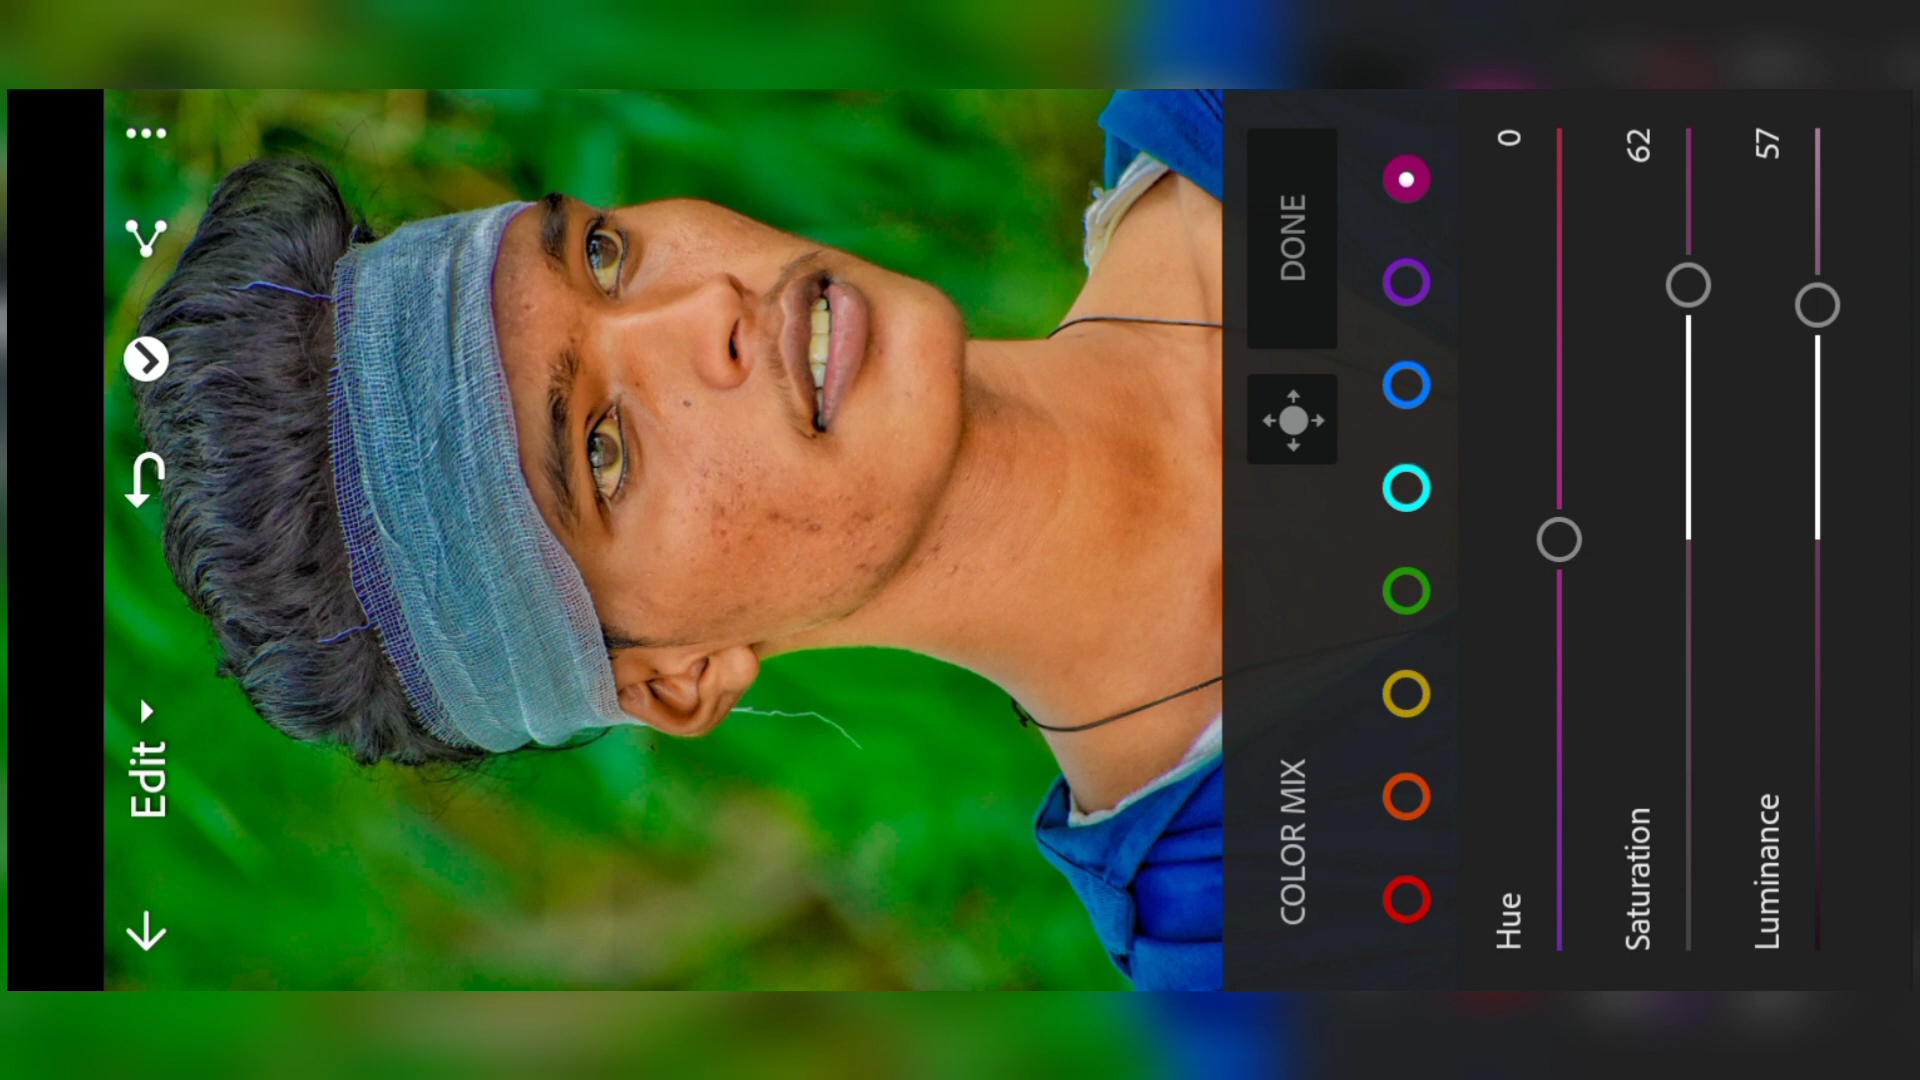 Edit
COLOR MIX
DONE
Hue
0
Saturation
62
Luminance
57